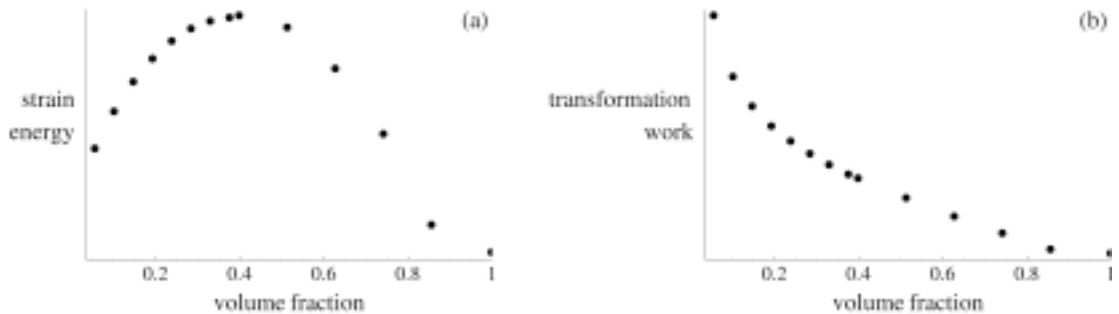 (a)
strain
energy
0.2 0.4 0.6 0.8 1
volume fraction
(b)
transformation
work
0.2 0.4 0.6 0.8 1
volume fraction